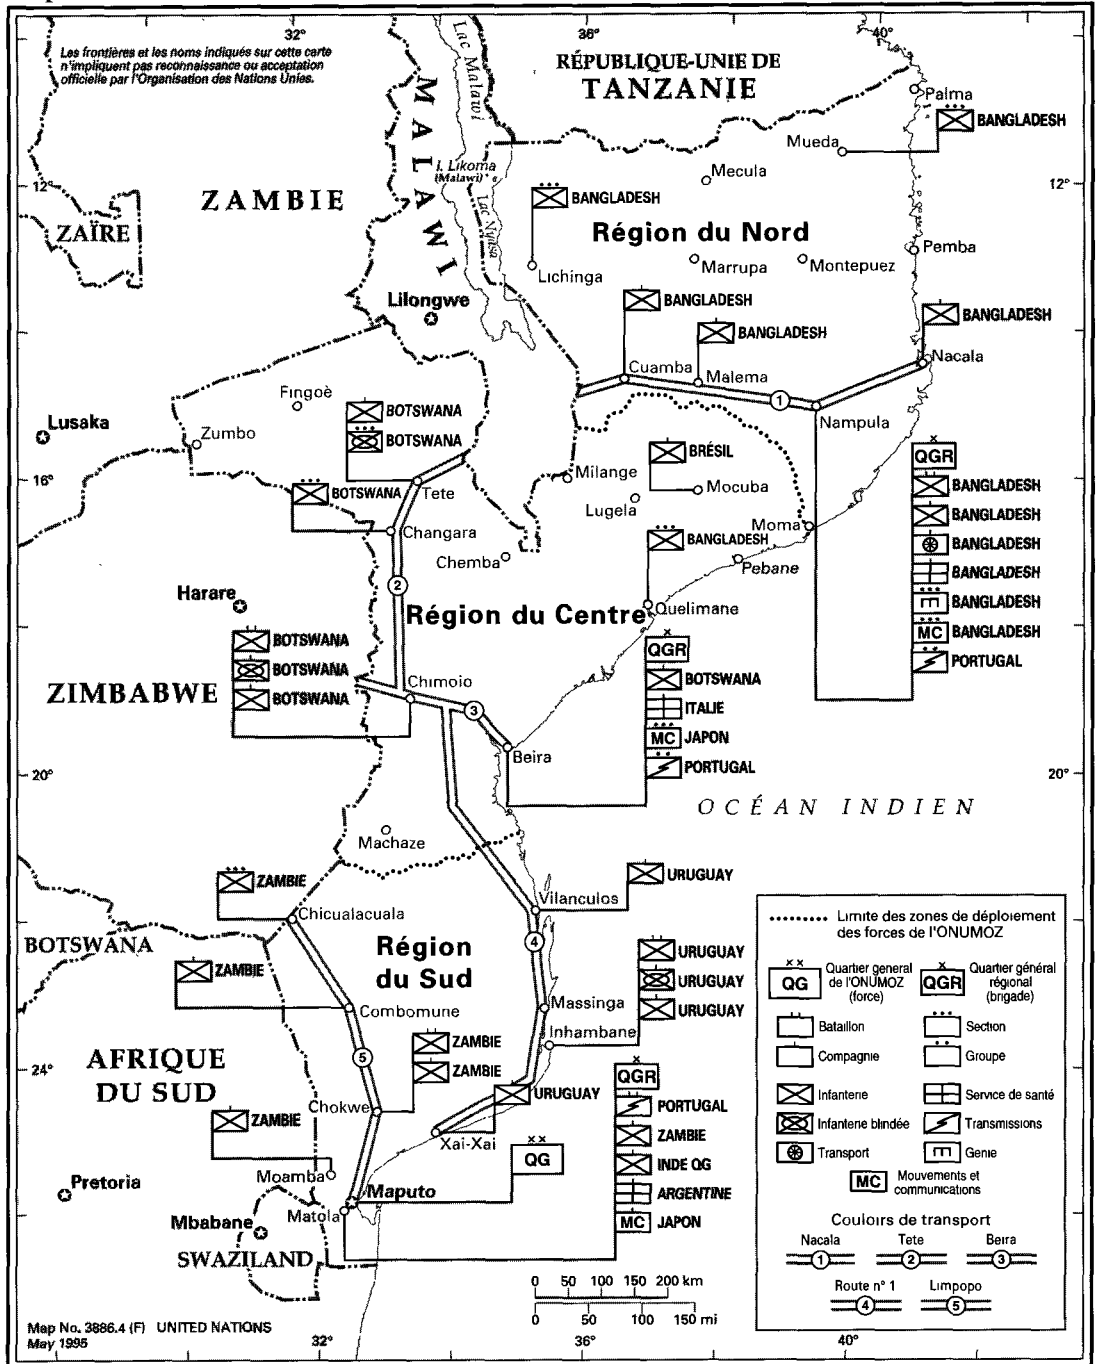 32°
36°
40°
Les frontières et les noms indiqués sur cette carte
n'impliquent pas reconnaissance ou acceptation
officielle par l'Organisation des Nations Unies.
RÉPUBLIQUE-UNIE DE
TANZANIE
MALAWI
Lac Malawi
Palma
BANGLADESH
Mueda
Mecula
12°
12°
I. Likoma
(Malawi)
Lac Nyasa
ZAMBIE
ZAÏRE
BANGLADESH
Région du Nord
Lichinga
Marrupa
Montepuez
Pemba
Lilongwe
BANGLADESH
BANGLADESH
BANGLADESH
Nacala
Cuamba
Malema
1
Nampula
Fingoè
Zumbo
Lusaka
BOTSWANA
BOTSWANA
BOTSWANA
16°
16°
Tete
Changara
Milange
BRÉSIL
Mocuba
Lugela
Moma
Chemba
BANGLADESH
Pebane
Quelimane
QGR
BANGLADESH
BANGLADESH
BANGLADESH
BANGLADESH
BANGLADESH
MC BANGLADESH
PORTUGAL
2
Harare
Région du Centre
BOTSWANA
BOTSWANA
BOTSWANA
ZIMBABWE
Chimoio
3
Beira
QGR
BOTSWANA
ITALIE
MC JAPON
PORTUGAL
20°
20°
OCÉAN INDIEN
Machaze
ZAMBIE
Chicualacuala
URUGUAY
Vilanculos
BOTSWANA
Région
du Sud
4
ZAMBIE
Combomune
URUGUAY
URUGUAY
URUGUAY
Massinga
Inhambane
AFRIQUE
DU SUD
24°
5
ZAMBIE
ZAMBIE
Chokwe
URUGUAY
Xai-Xai
ZAMBIE
QGR
PORTUGAL
ZAMBIE
INDE QG
ARGENTINE
MC JAPON
QG
Pretoria
Moamba
Maputo
Matola
Mbabane
SWAZILAND
Limite des zones de déploiement
des forces de l'ONUMOZ
QG
Quartier general
de l'ONUMOZ
(force)
QGR
Quartier général
régional
(brigade)
Bataillon
Section
Compagnie
Groupe
Infanterie
Service de santé
Infanterie blindée
Transmissions
Transport
Genie
MC
Mouvements et
communications
Couloirs de transport
Nacala
Tete
Beira
1
2
3
Route n° 1
Limpopo
4
5
0 50 100 150 200 km
0 50 100 150 mi
Map No. 3886.4 (F) UNITED NATIONS
May 1995
32°
36°
40°